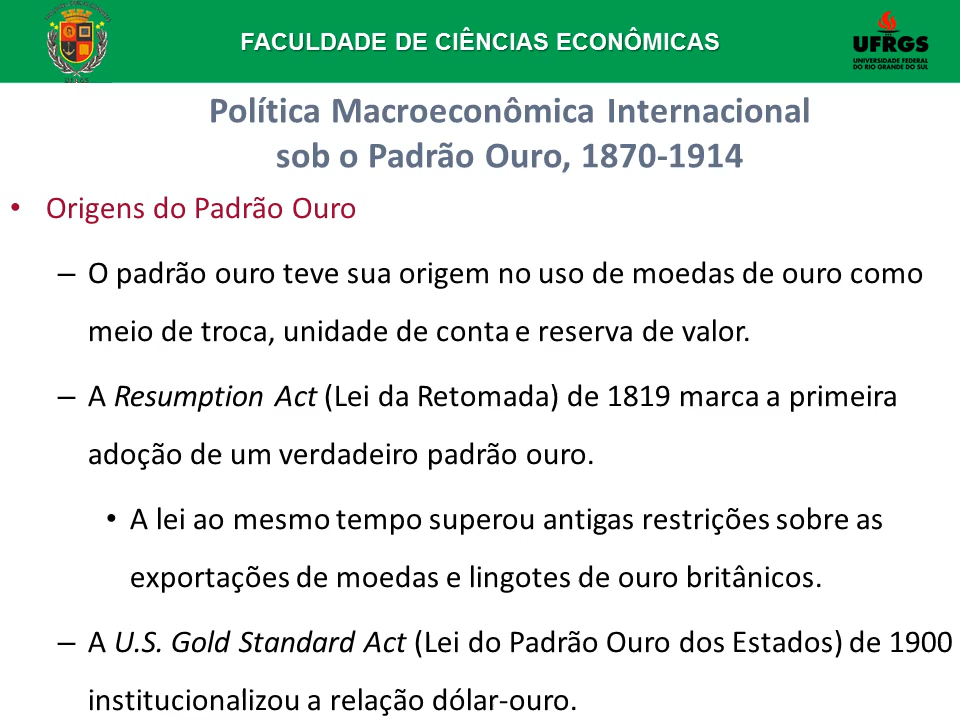 FACULDADE DE CIÊNCIAS ECONÔMICAS
UFRGS
UNIVERSIDADE FEDERAL
DO RIO GRANDE DO SUL
Política Macroeconômica Internacional
sob o Padrão Ouro, 1870-1914
• Origens do Padrão Ouro
– O padrão ouro teve sua origem no uso de moedas de ouro como
meio de troca, unidade de conta e reserva de valor.
– A Resumption Act (Lei da Retomada) de 1819 marca a primeira
adoção de um verdadeiro padrão ouro.
• A lei ao mesmo tempo superou antigas restrições sobre as
exportações de moedas e lingotes de ouro britânicos.
– A U.S. Gold Standard Act (Lei do Padrão Ouro dos Estados) de 1900
institucionalizou a relação dólar-ouro.